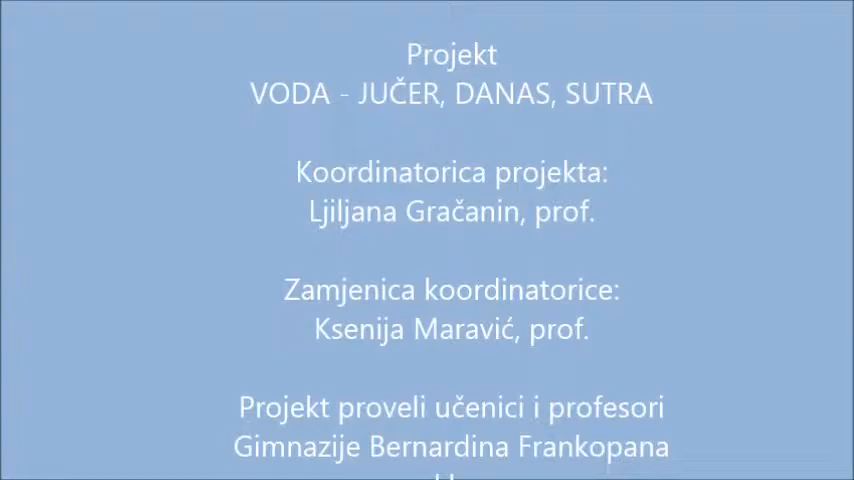 Projekt
VODA - JUČER, DANAS, SUTRA
Koordinatorica projekta:
Ljiljana Gračanin, prof.
Zamjenica koordinatorice:
Ksenija Maravić, prof.
Projekt proveli učenici i profesori
Gimnazije Bernardina Frankopana